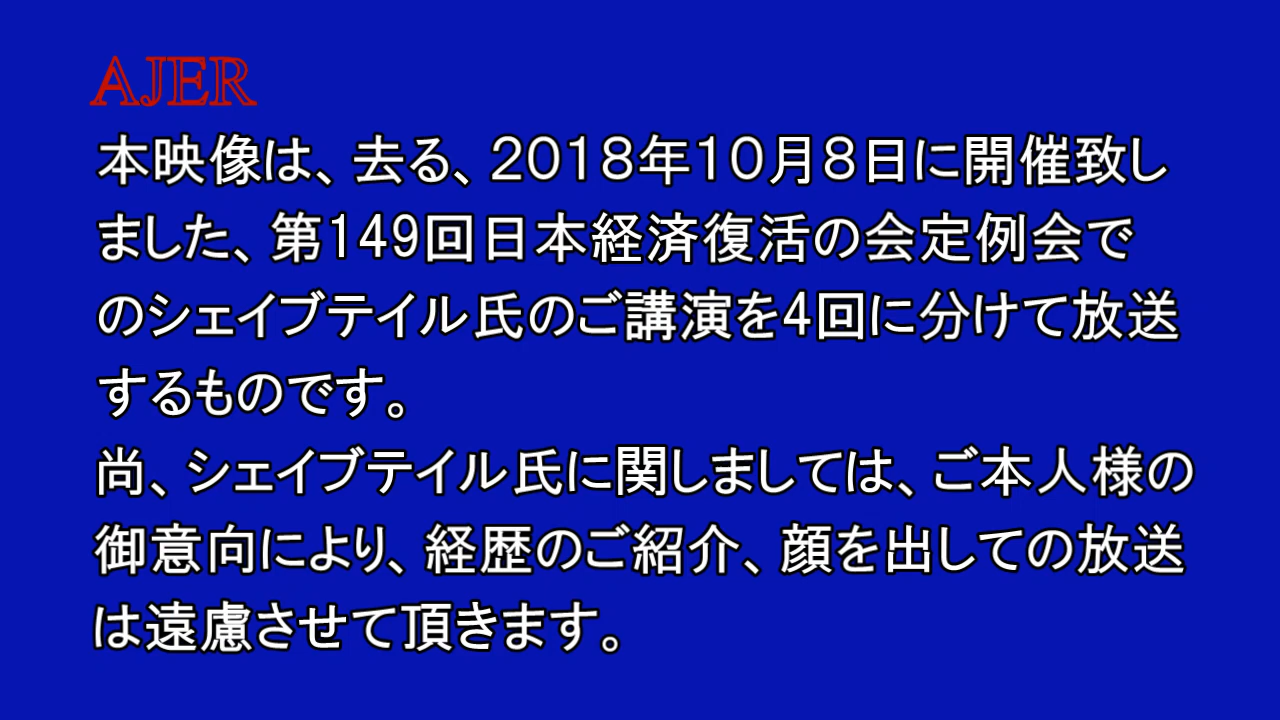 AJER
本映像は、去る、２０１８年１０月８日に開催致し
ました、第149回日本経済復活の会定例会で
のシェイブテイル氏のご講演を4回に分けて放送
するものです。
尚、シェイブテイル氏に関しましては、ご本人様の
御意向により、経歴のご紹介、顔を出しての放送
は遠慮させて頂きます。